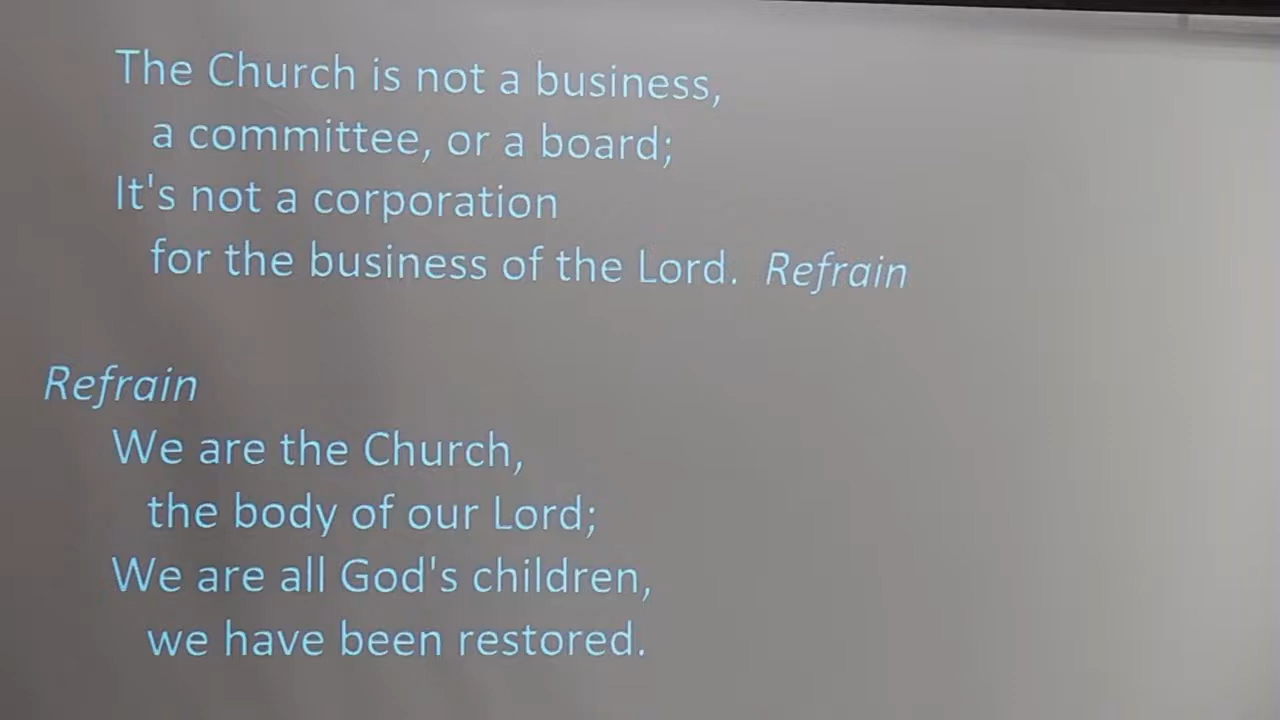 The Church is not a business,
a committee, or a board;
It's not a corporation
for the business of the Lord. Refrain
Refrain
We are the Church,
the body of our Lord;
We are all God's children,
we have been restored.